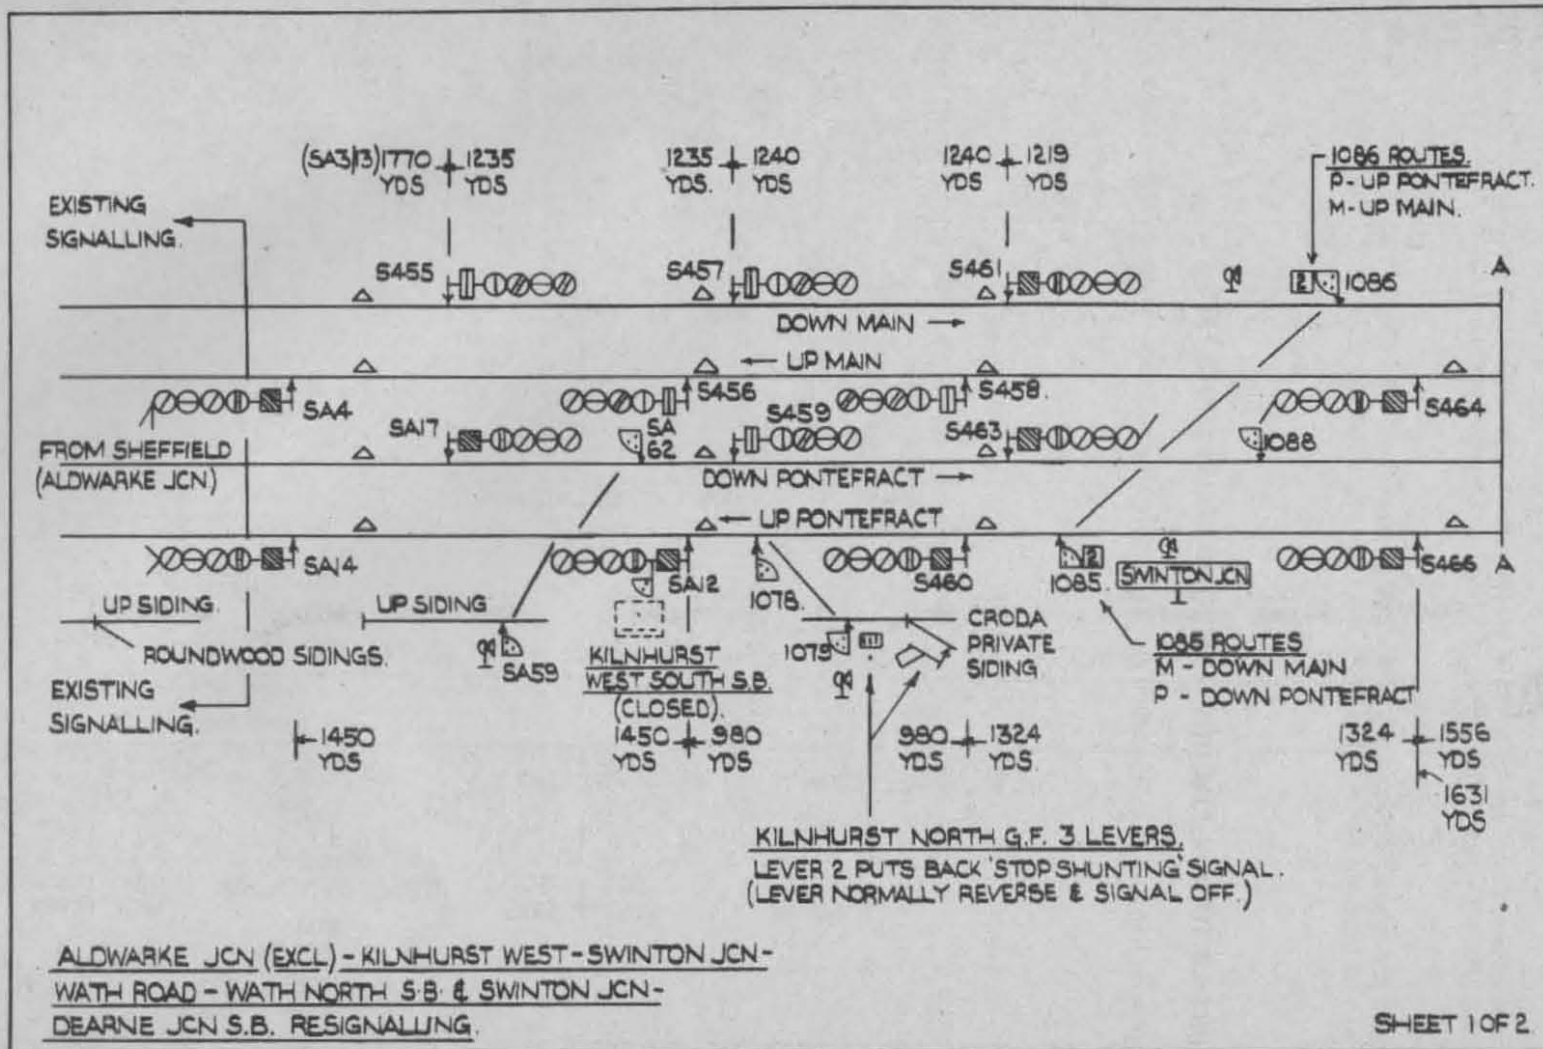 (SA3/13) 1770 YDS
1235 YDS
1235 YDS.
1240 YDS
1240 YDS
1219 YDS
1086 ROUTES.
P - UP PONTEFRACT.
M - UP MAIN.
EXISTING
SIGNALLING.
S455
S457
S461
2
1086
A
DOWN MAIN
UP MAIN
SA4
S456
S458.
S464
SA17
SA
62
S459
S463
1088
FROM SHEFFIELD
(ALDWARKE JCN)
DOWN PONTEFRACT
UP PONTEFRACT
SA14
SA12
1078.
S460
1085.
2
SWINTON JCN
S466
A
UP SIDING.
UP SIDING
ROUNDWOOD SIDINGS.
SA59
KILNHURST
WEST SOUTH S.B.
(CLOSED).
1079
CRODA
PRIVATE
SIDING
1085 ROUTES
M - DOWN MAIN
P - DOWN PONTEFRACT
EXISTING
SIGNALLING.
1450
YDS
1450 YDS
980 YDS
980 YDS
1324 YDS.
1324 YDS
1556 YDS
1631
YDS
KILNHURST NORTH G.F. 3 LEVERS.
LEVER 2 PUTS BACK 'STOP SHUNTING' SIGNAL.
(LEVER NORMALLY REVERSE & SIGNAL OFF.)
ALDWARKE JCN (EXCL) - KILNHURST WEST - SWINTON JCN -
WATH ROAD - WATH NORTH S.B. & SWINTON JCN -
DEARNE JCN S.B. RESIGNALLING.
SHEET 1 OF 2